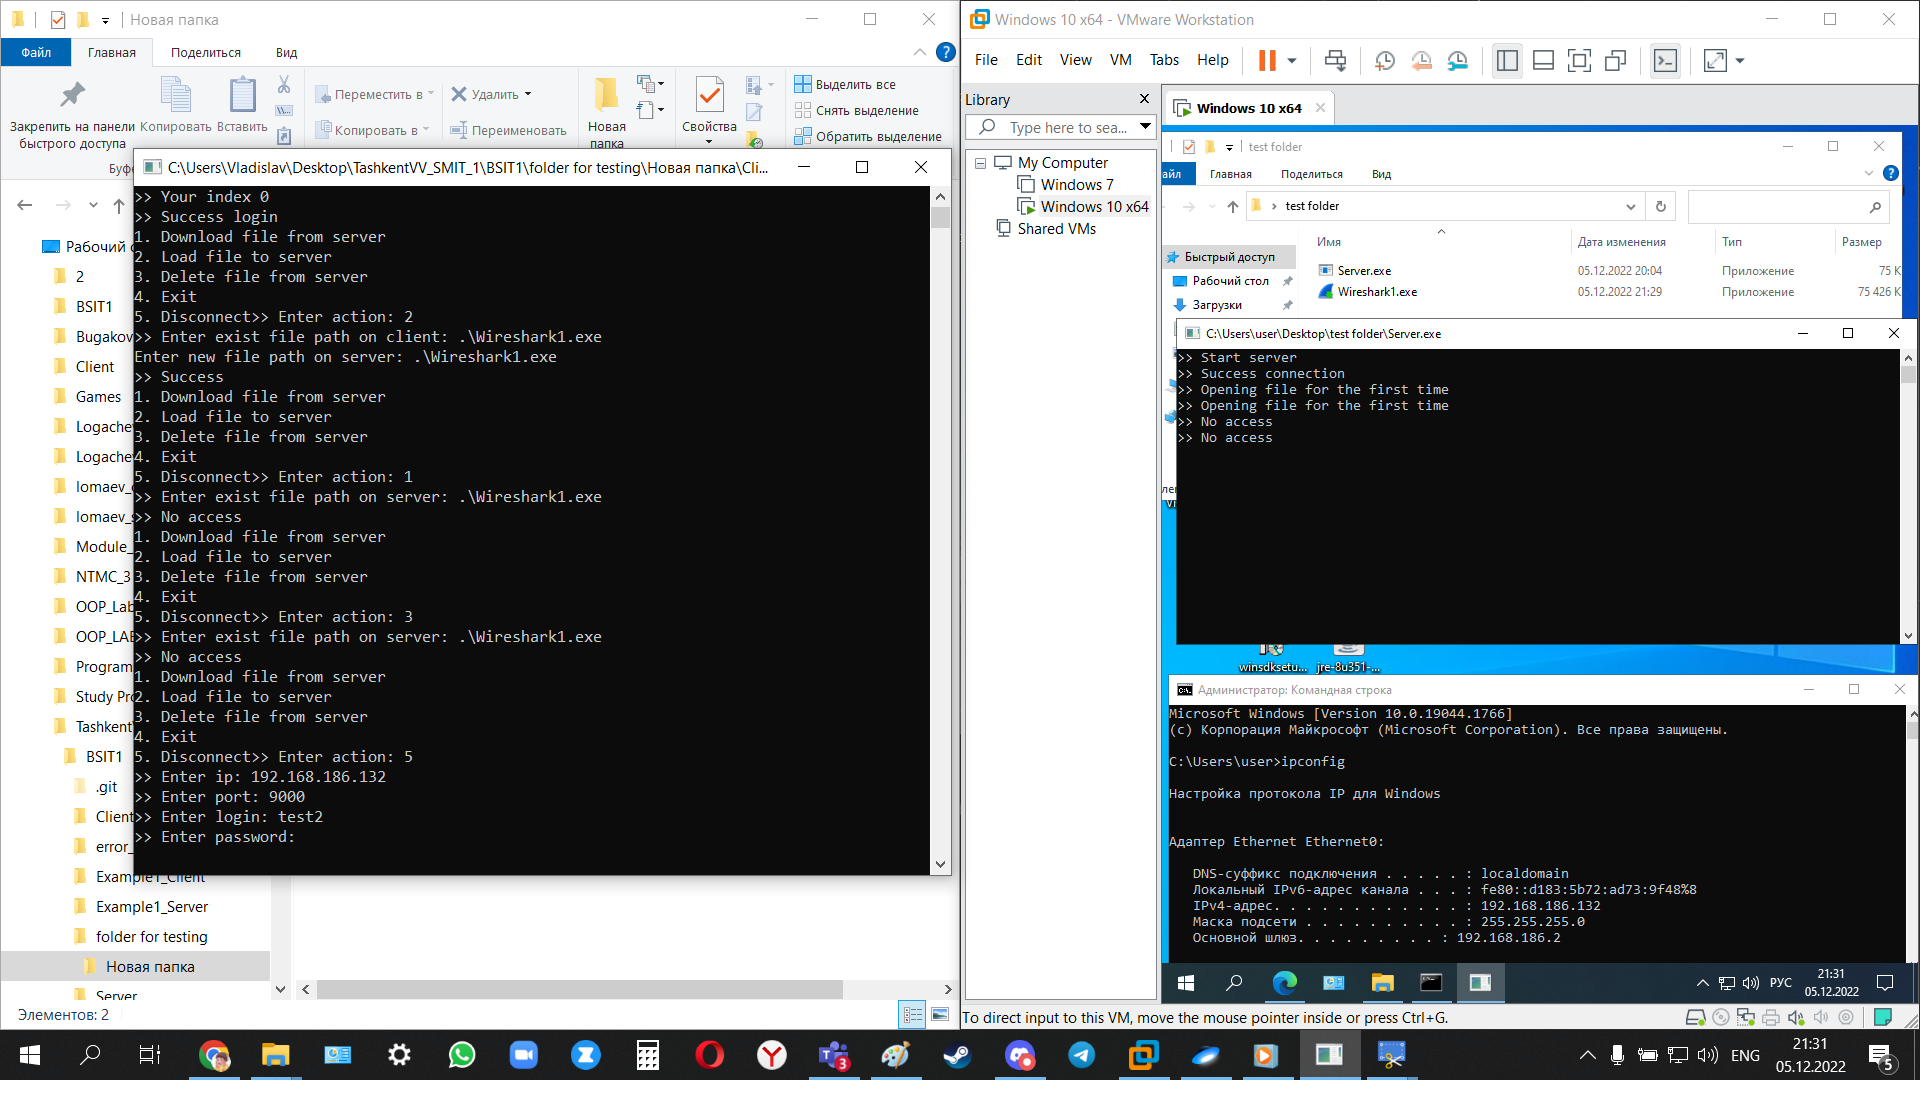 Новая папка
Файл
Главная
Поделиться
Вид
Закрепить на панели быстрого доступа
Копировать
Вставить
Переместить в
Копировать в
Удалить
Переименовать
Новая папка
Свойства
Выделить все
Снять выделение
Обратить выделение
Буфе
Рабочий с
2
BSIT1
Bugakov
Client
Games
Logache
Logache
Iomaev_
Iomaev_s
Module_
NTMC_3
OOP_Lab
OOP_LAE
Program
Study Pro
Tashkent
BSIT1
.git
Client
error_
Example1_Client
Example1_Server
folder for testing
Новая папка
Server
Элементов: 2
C:\Users\Vladislav\Desktop\TashkentVV_SMIT_1\BSIT1\folder for testing\Новая папка\Cli...
>> Your index 0
>> Success login
1. Download file from server
2. Load file to server
3. Delete file from server
4. Exit
5. Disconnect>> Enter action: 2
>> Enter exist file path on client: .\Wireshark1.exe
Enter new file path on server: .\Wireshark1.exe
>> Success
1. Download file from server
2. Load file to server
3. Delete file from server
4. Exit
5. Disconnect>> Enter action: 1
>> Enter exist file path on server: .\Wireshark1.exe
>> No access
1. Download file from server
2. Load file to server
3. Delete file from server
4. Exit
5. Disconnect>> Enter action: 3
>> Enter exist file path on server: .\Wireshark1.exe
>> No access
1. Download file from server
2. Load file to server
3. Delete file from server
4. Exit
5. Disconnect>> Enter action: 5
>> Enter ip: 192.168.186.132
>> Enter port: 9000
>> Enter login: test2
>> Enter password:
Windows 10 x64 - VMware Workstation
File Edit View VM Tabs Help
Library
Type here to sea...
My Computer
Windows 7
Windows 10 x64
Shared VMs
Windows 10 x64
test folder
айл
Главная
Поделиться
Вид
test folder
Быстрый доступ
Рабочий стол
Загрузки
Имя Дата изменения Тип Размер
Server.exe 05.12.2022 20:04 Приложение 75 К
Wireshark1.exe 05.12.2022 21:29 Приложение 75 426 К
C:\Users\user\Desktop\test folder\Server.exe
>> Start server
>> Success connection
>> Opening file for the first time
>> Opening file for the first time
>> No access
>> No access
winsdksetu...
jre-8u351-...
Администратор: Командная строка
Microsoft Windows [Version 10.0.19044.1766]
(c) Корпорация Майкрософт (Microsoft Corporation). Все права защищены.
C:\Users\user>ipconfig
Настройка протокола IP для Windows
Адаптер Ethernet Ethernet0:
DNS-суффикс подключения . . . . . : localdomain
Локальный IPv6-адрес канала . . . : fe80::d183:5b72:ad73:9f48%8
IPv4-адрес. . . . . . . . . . . . : 192.168.186.132
Маска подсети . . . . . . . . . . : 255.255.255.0
Основной шлюз. . . . . . . . . : 192.168.186.2
РУС
21:31
05.12.2022
To direct input to this VM, move the mouse pointer inside or press Ctrl+G.
3
ENG
21:31
05.12.2022
5